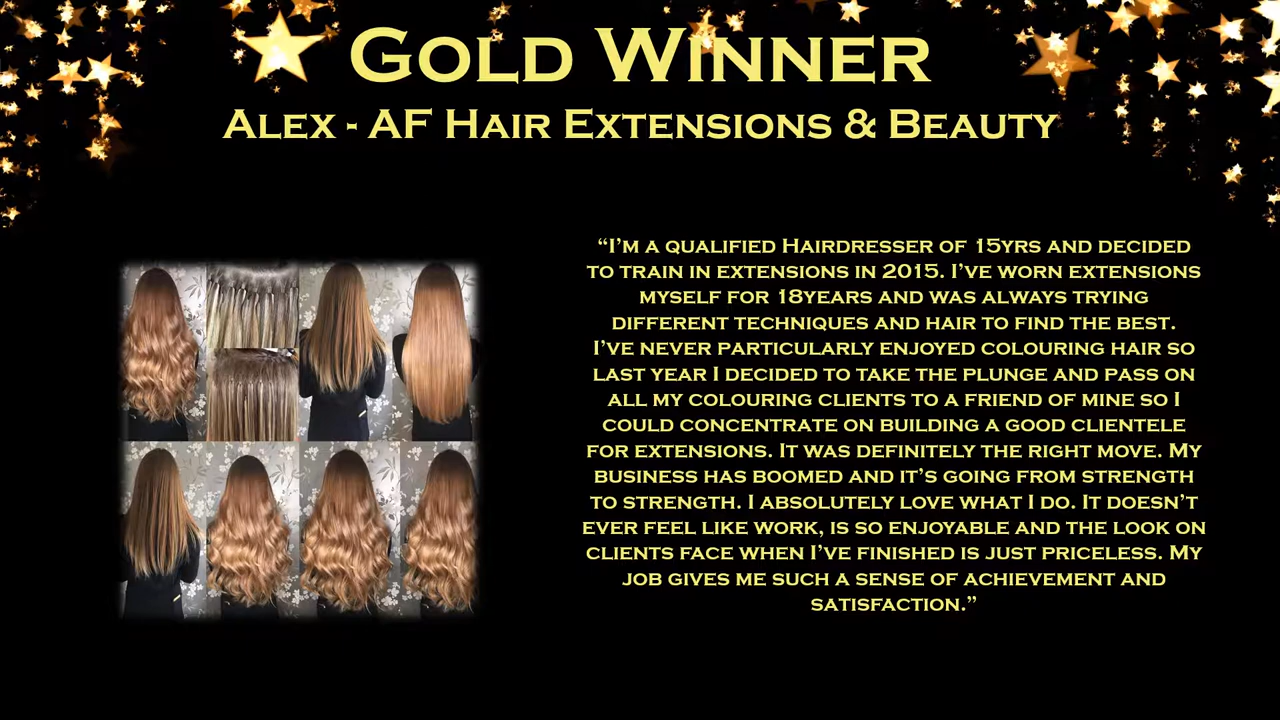 Gold Winner
Alex - AF Hair Extensions & Beauty
“I’m a qualified Hairdresser of 15yrs and decided
to train in extensions in 2015. I’ve worn extensions
myself for 18years and was always trying
different techniques and hair to find the best.
I’ve never particularly enjoyed colouring hair so
last year I decided to take the plunge and pass on
all my colouring clients to a friend of mine so I
could concentrate on building a good clientele
for extensions. It was definitely the right move. My
business has boomed and it’s going from strength
to strength. I absolutely love what I do. It doesn’t
ever feel like work, is so enjoyable and the look on
clients face when I’ve finished is just priceless. My
job gives me such a sense of achievement and
satisfaction.”